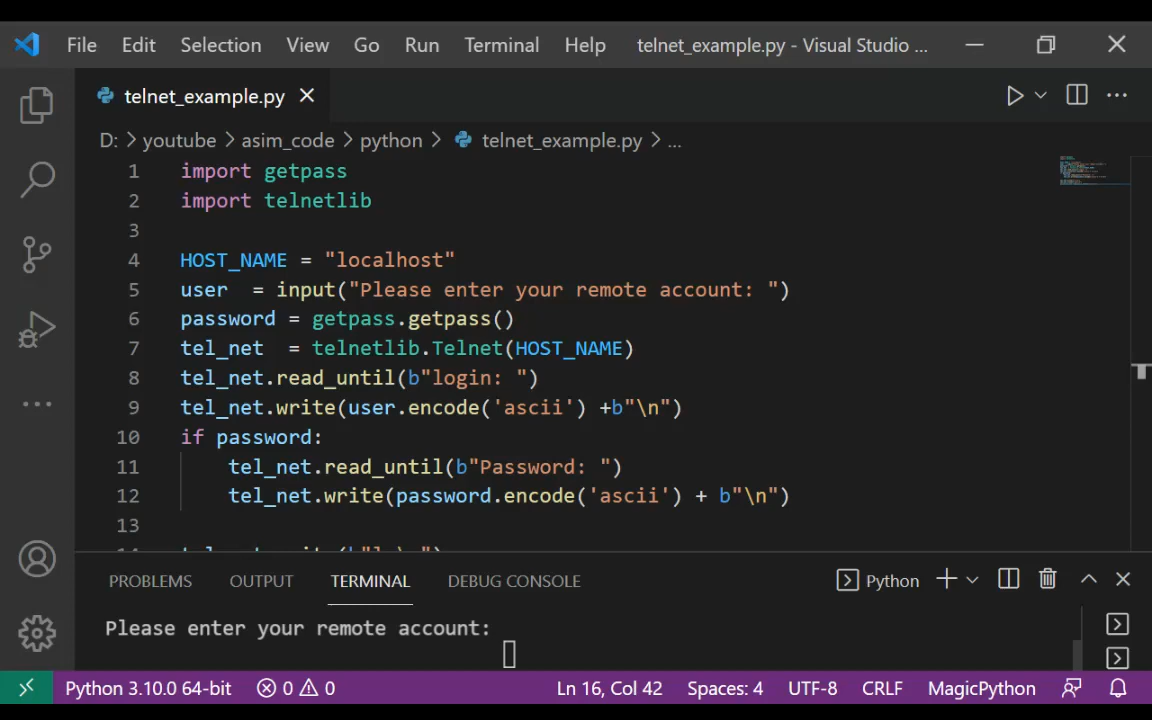 File Edit Selection View Go Run Terminal Help telnet_example.py - Visual Studio ...
telnet_example.py
D: > youtube > asim_code > python > telnet_example.py > ...
1 import getpass
2 import telnetlib
3
4 HOST_NAME = "localhost"
5 user  = input("Please enter your remote account: ")
6 password = getpass.getpass()
7 tel_net  = telnetlib.Telnet(HOST_NAME)
8 tel_net.read_until(b"login: ")
9 tel_net.write(user.encode('ascii') +b"\n")
10 if password:
11     tel_net.read_until(b"Password: ")
12     tel_net.write(password.encode('ascii') + b"\n")
13
PROBLEMS OUTPUT TERMINAL DEBUG CONSOLE Python
Please enter your remote account:
Python 3.10.0 64-bit 0 0 Ln 16, Col 42 Spaces: 4 UTF-8 CRLF MagicPython